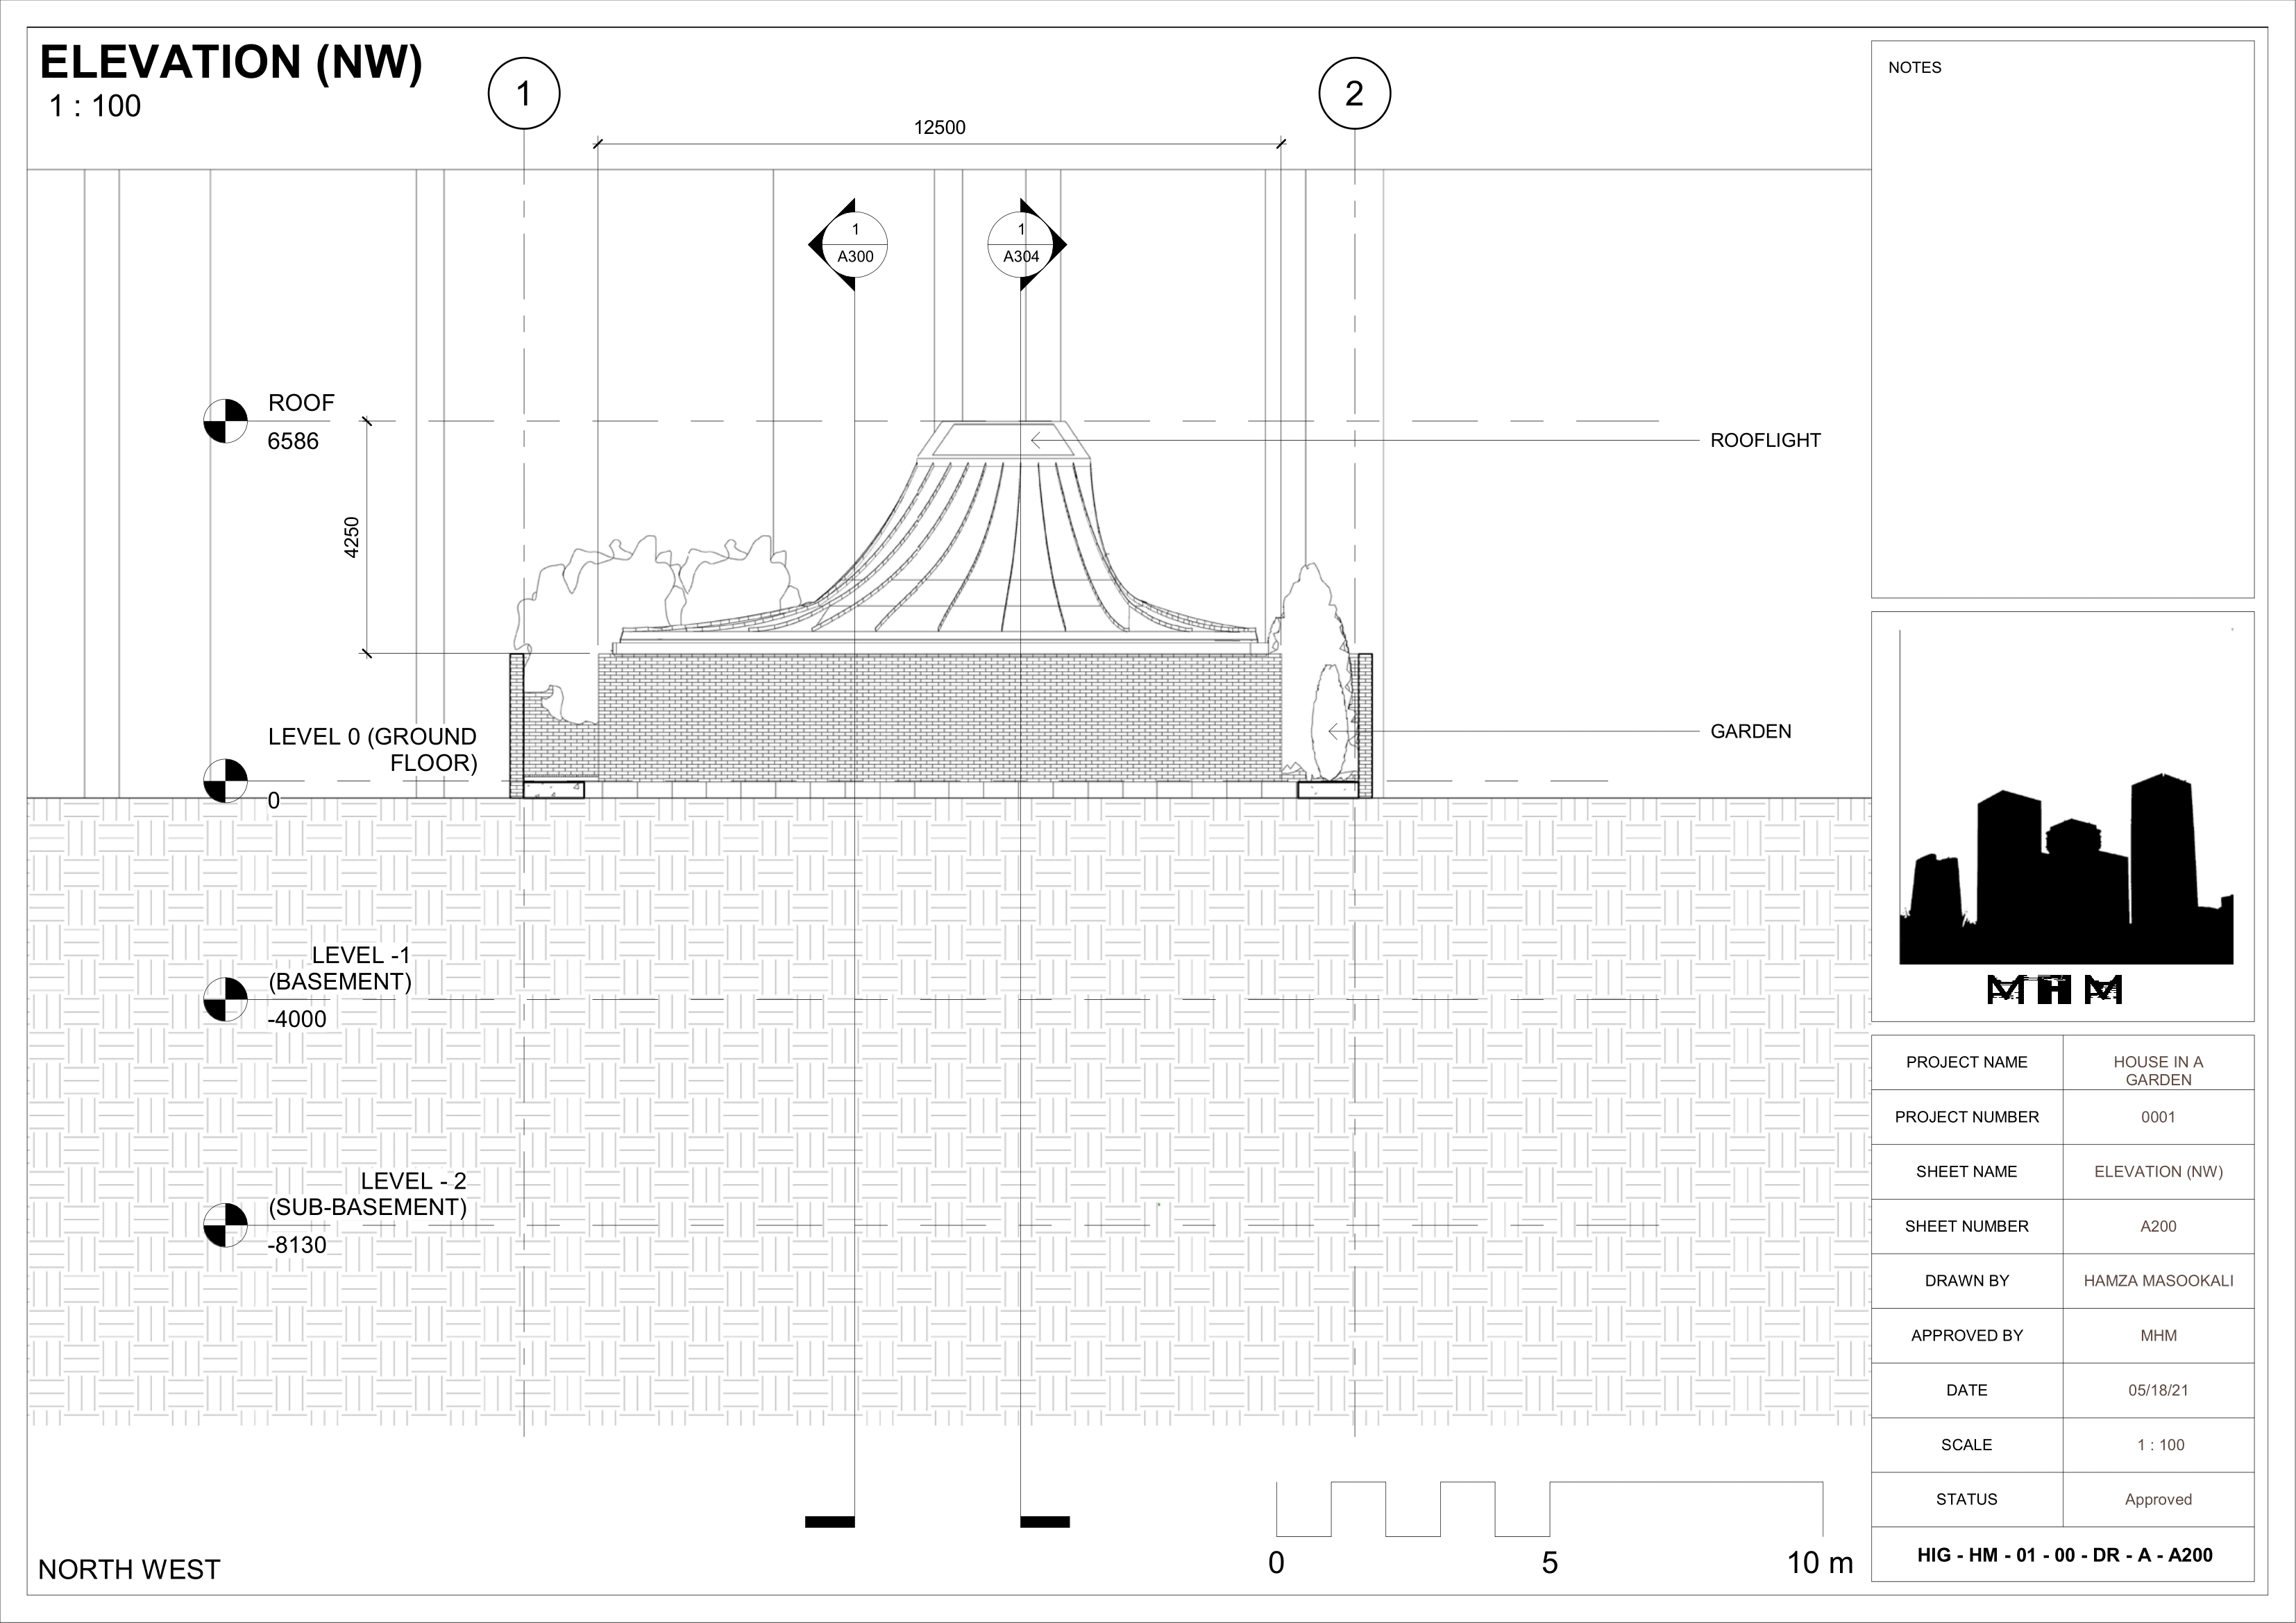 ELEVATION (NW)
1 : 100
1
2
12500
1
A300
1
A304
ROOF
6586
4250
ROOFLIGHT
LEVEL 0 (GROUND
FLOOR)
0
GARDEN
LEVEL -1
(BASEMENT)
-4000
LEVEL - 2
(SUB-BASEMENT)
-8130
NORTH WEST
0 5 10 m
NOTES
PROJECT NAME HOUSE IN A
GARDEN
PROJECT NUMBER 0001
SHEET NAME ELEVATION (NW)
SHEET NUMBER A200
DRAWN BY HAMZA MASOOKALI
APPROVED BY MHM
DATE 05/18/21
SCALE 1 : 100
STATUS Approved
HIG - HM - 01 - 00 - DR - A - A200